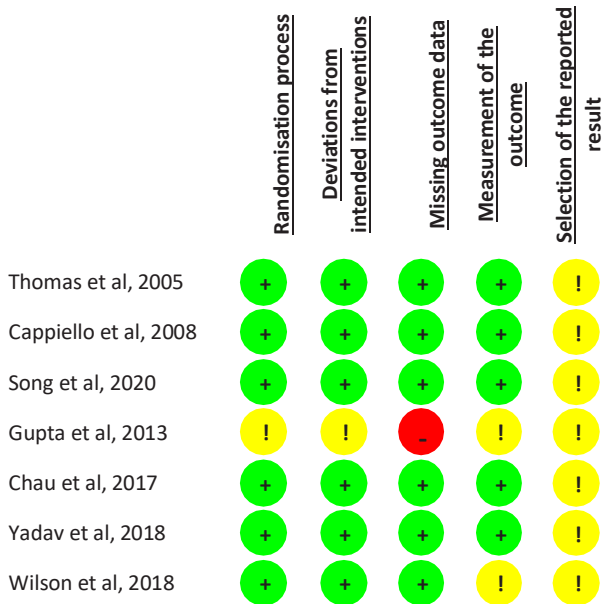 Randomisation process
Deviations from
intended interventions
Missing outcome data
Measurement of the
outcome
Selection of the reported
result
Thomas et al, 2005 + + + + !
Cappiello et al, 2008 + + + + !
Song et al, 2020 + + + + !
Gupta et al, 2013 ! ! - ! !
Chau et al, 2017 + + + + !
Yadav et al, 2018 + + + + !
Wilson et al, 2018 + + + ! !